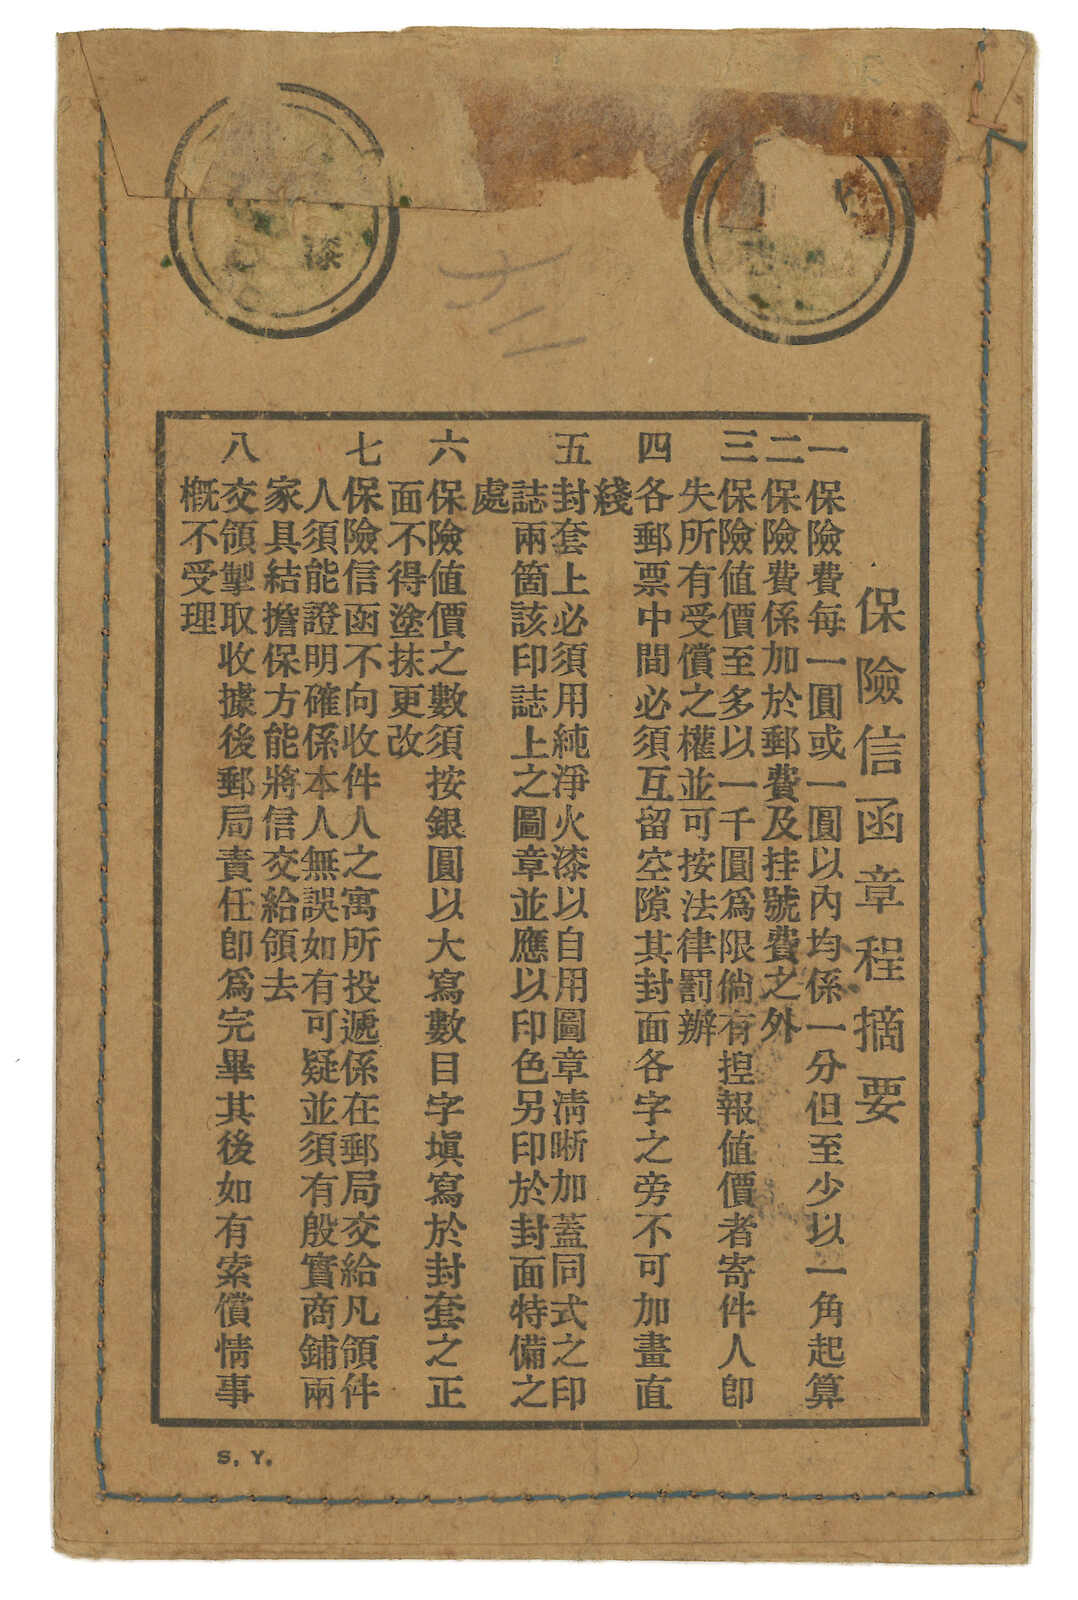 保險信函章程摘要
一 保險費每一圓或一圓以內均係一分但至少以一角起算
二 保險費係加於郵費及挂號費之外
三 保險值價至多以一千圓爲限倘有揑報值價者寄件人卽
失所有受償之權並可按法律罰辦
四 各郵票中間必須互留空隙其封面各字之旁不可加畫直
綫
五 封套上必須用純淨火漆以自用圖章淸晰加蓋同式之印
誌兩箇該印誌上之圖章並應以印色另印於封面特備之
處
六 保險值價之數須按銀圓以大寫數目字塡寫於封套之正
面不得塗抹更改
七 保險信函不向收件人之寓所投遞係在郵局交給凡領件
人須能證明確係本人無誤如有可疑並須有殷實商鋪兩
家具結擔保方能將信交給領去
八 交領掣取收據後郵局責任卽爲完畢其後如有索償情事
概不受理
漆
S. Y.